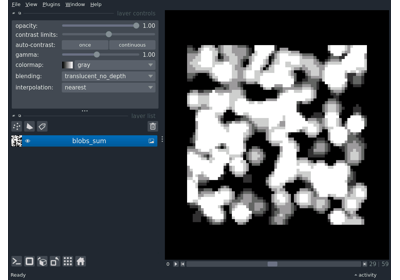 File View Plugins Window Help
layer controls
opacity: 1.00
contrast limits:
auto-contrast: once continuous
gamma: 1.00
colormap: gray
blending: translucent_no_depth
interpolation: nearest
layer list
blobs_sum
29 59
activity